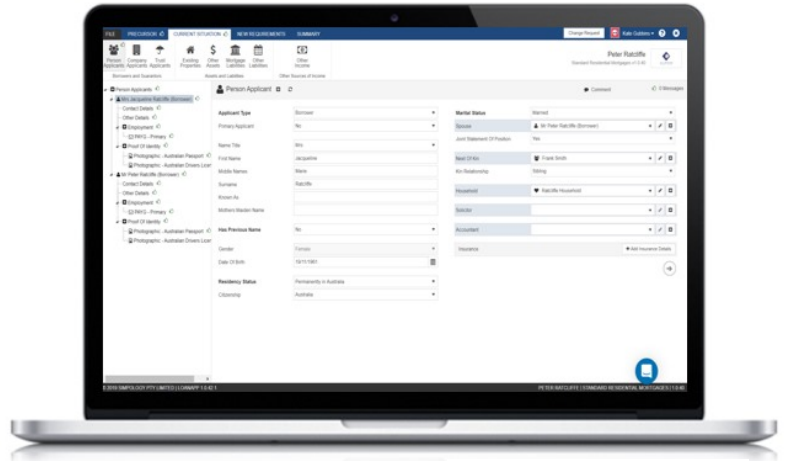 FILE PRECURSOR CURRENT SITUATION NEW REQUIREMENTS SUMMARY Change Request Kate Gubbins
Person Applicants Company Applicants Trust Applicants Existing Properties Other Assets Mortgage Liabilities Other Liabilities Other Income
Peter Ratcliffe
Standard Residential Mortgages
Borrowers and Guarantors Assets and Liabilities Other Sources of Income
Person Applicants
Mrs Jacqueline Ratcliffe (Borrower)
Contact Details
Other Details
Employment
PAYG - Primary
Proof Of Identity
Photographic - Australian Passport
Photographic - Australian Drivers Licen
Mr Peter Ratcliffe (Borrower)
Contact Details
Other Details
Employment
PAYG - Primary
Proof Of Identity
Photographic - Australian Passport
Photographic - Australian Drivers Licen
Person Applicant Comment 0 Messages
Applicant Type Borrower
Primary Applicant No
Name Title Mrs
First Name Jacqueline
Middle Names Marie
Surname Ratcliffe
Known As
Mothers Maiden Name
Has Previous Name No
Gender Female
Date Of Birth
Residency Status Permanently in Australia
Citizenship Australia
Marital Status Married
Spouse Mr Peter Ratcliffe (Borrower)
Joint Statement Of Position Yes
Next Of Kin Frank Smith
Kin Relationship Sibling
Household Ratcliffe Household
Solicitor
Accountant
Insurance Add Insurance Details
SIMPOLOGY PTY LIMITED | LOANAPP PETER RATCLIFFE | STANDARD RESIDENTIAL MORTGAGES